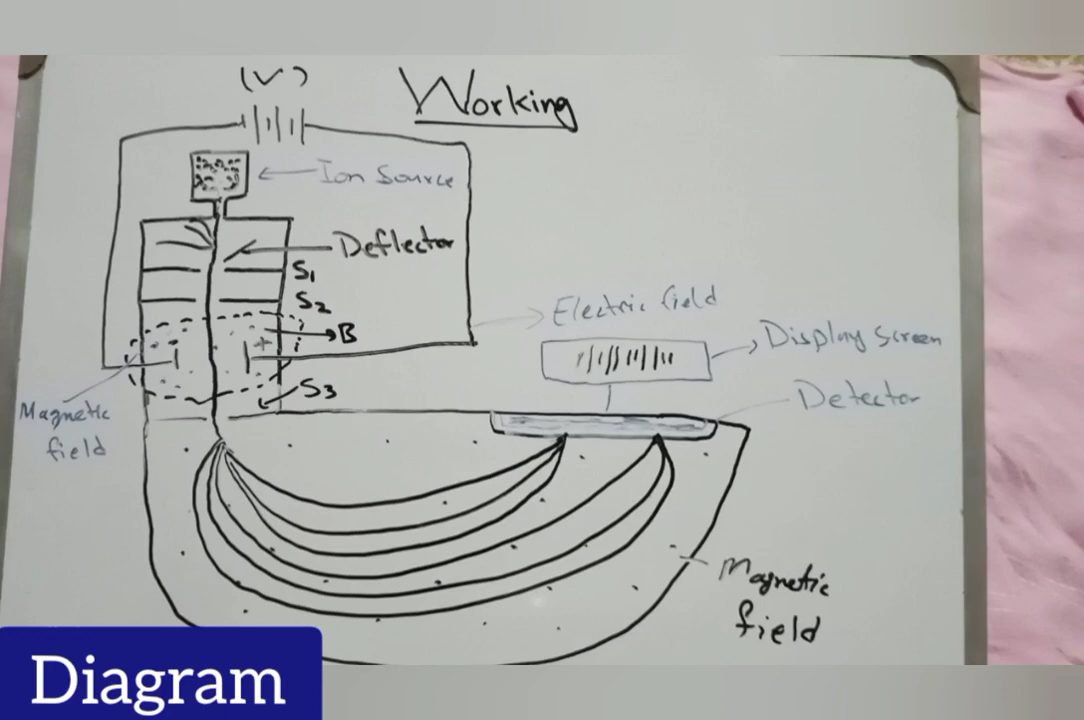 (V)
Working
Ion Source
Deflector
S1
S2
Electric field
B
+
Display Screen
S3
Detector
Magnetic
field
Magnetic
field
Diagram